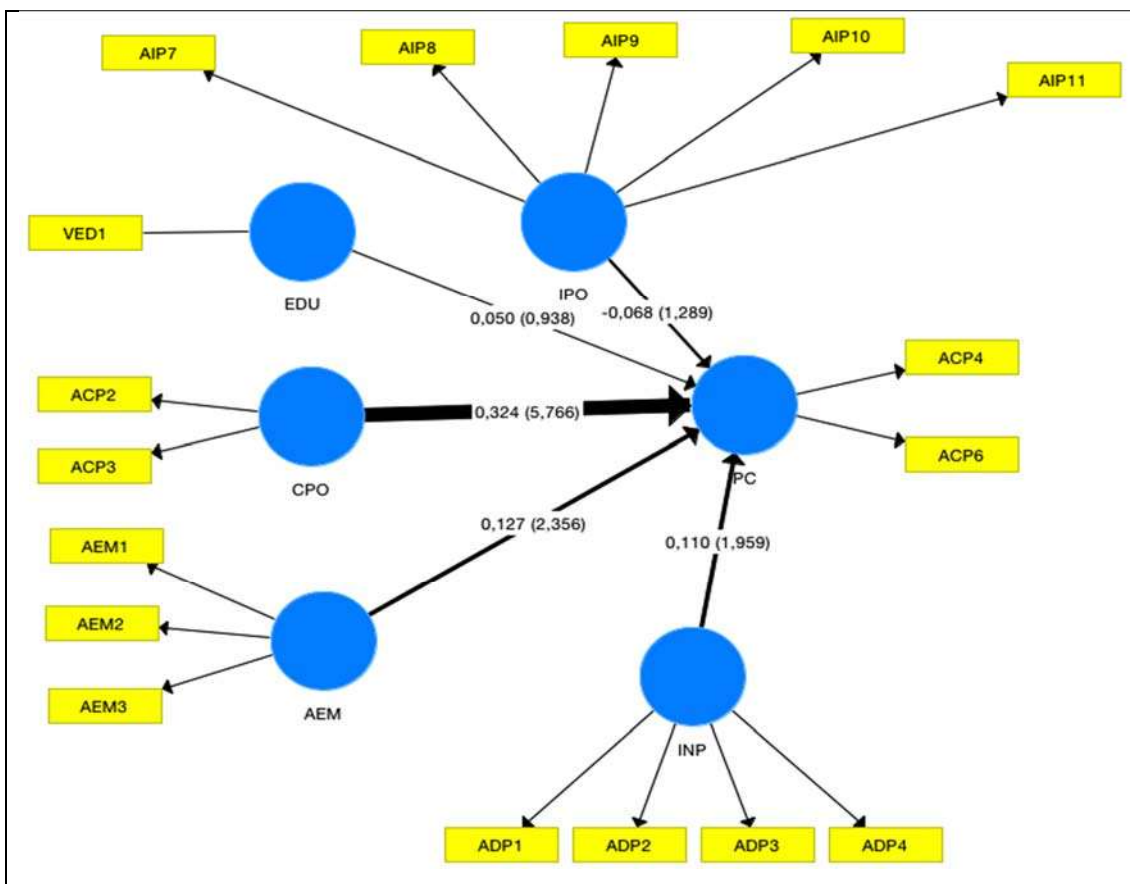 AIP7
AIP8
AIP9
AIP10
AIP11
VED1
EDU
IPO
0,050 (0,938)
-0,068 (1,289)
ACP2
ACP3
CPO
0,324 (5,766)
ACP4
ACP6
PC
AEM1
AEM2
AEM3
AEM
0,127 (2,356)
0,110 (1,959)
INP
ADP1
ADP2
ADP3
ADP4